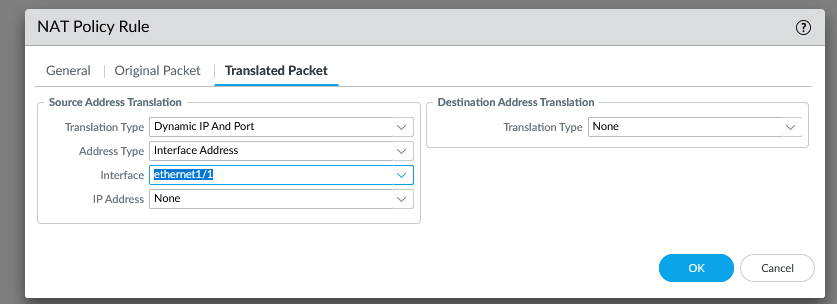 NAT Policy Rule
?
General | Original Packet | Translated Packet
Source Address Translation
Translation Type Dynamic IP And Port
Address Type Interface Address
Interface ethernet1/1
IP Address None
Destination Address Translation
Translation Type None
OK Cancel